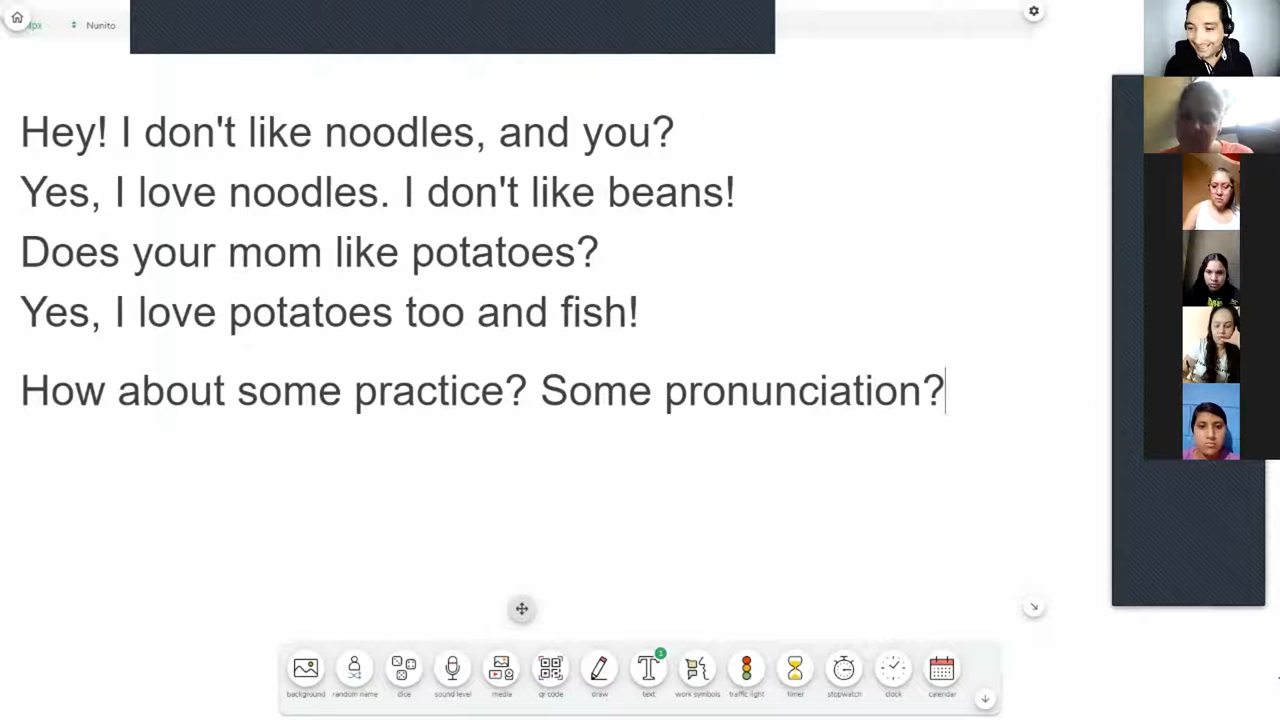 px Nunito
Hey! I don't like noodles, and you?
Yes, I love noodles. I don't like beans!
Does your mom like potatoes?
Yes, I love potatoes too and fish!
How about some practice? Some pronunciation?
1
background random name dice sound level media qr code draw text work symbols traffic light timer stopwatch clock calendar